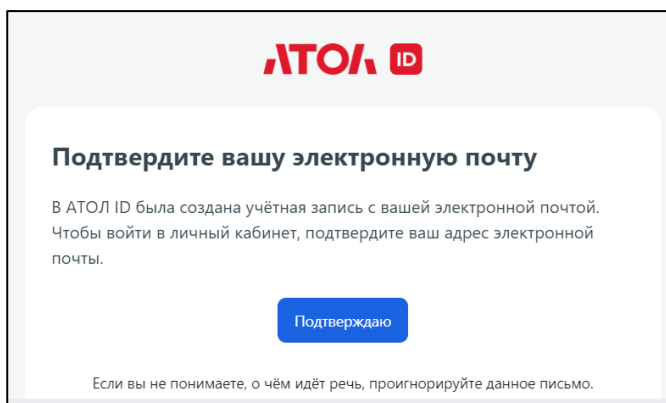 АТОЛ ID
Подтвердите вашу электронную почту
В АТОЛ ID была создана учётная запись с вашей электронной почтой.
Чтобы войти в личный кабинет, подтвердите ваш адрес электронной
почты.
Подтверждаю
Если вы не понимаете, о чём идёт речь, проигнорируйте данное письмо.